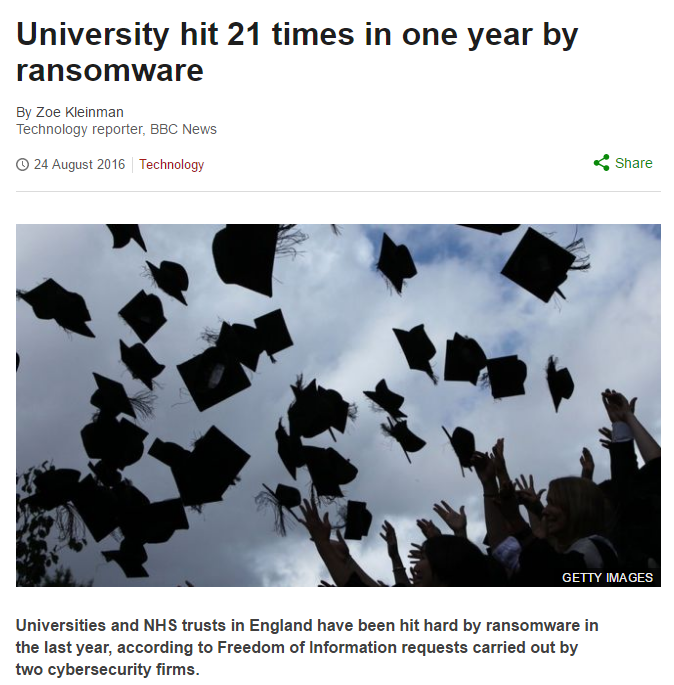 University hit 21 times in one year by
ransomware
By Zoe Kleinman
Technology reporter, BBC News
24 August 2016
Technology
Share
GETTY IMAGES
Universities and NHS trusts in England have been hit hard by ransomware in
the last year, according to Freedom of Information requests carried out by
two cybersecurity firms.